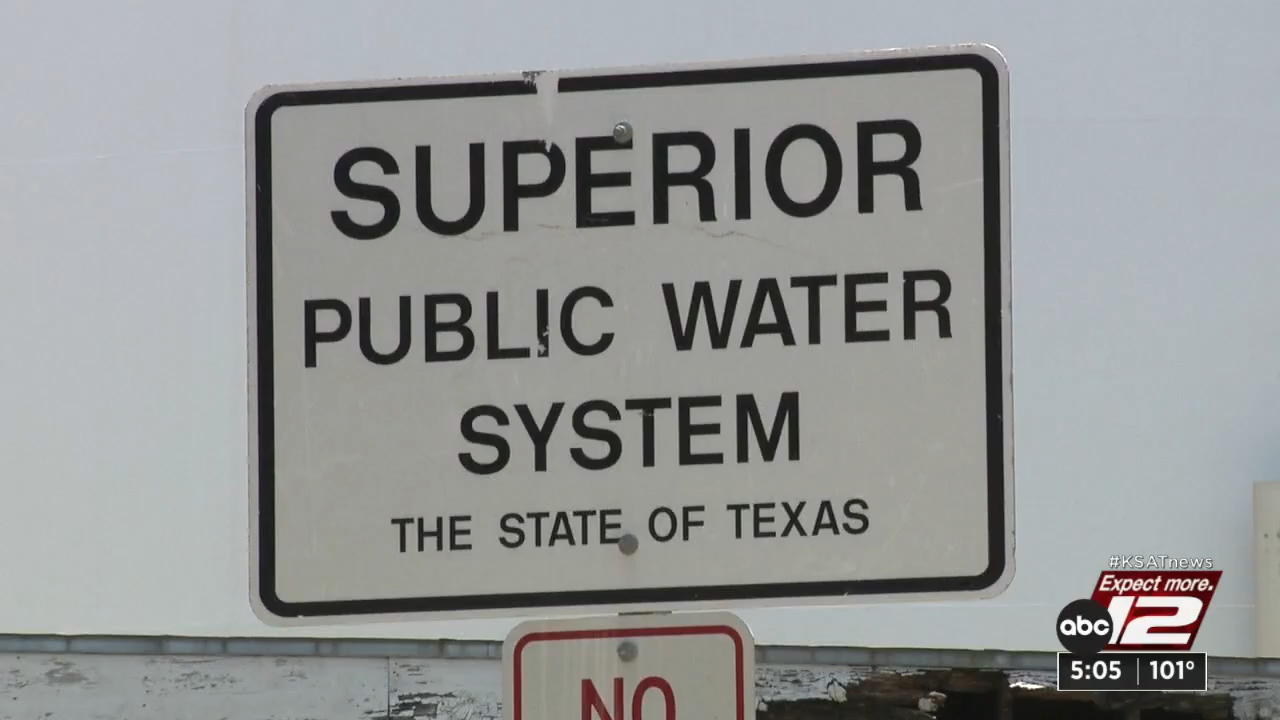 SUPERIOR
PUBLIC WATER
SYSTEM
THE STATE OF TEXAS
NO
#KSATnews
Expect more.
abc 12
5:05 101°